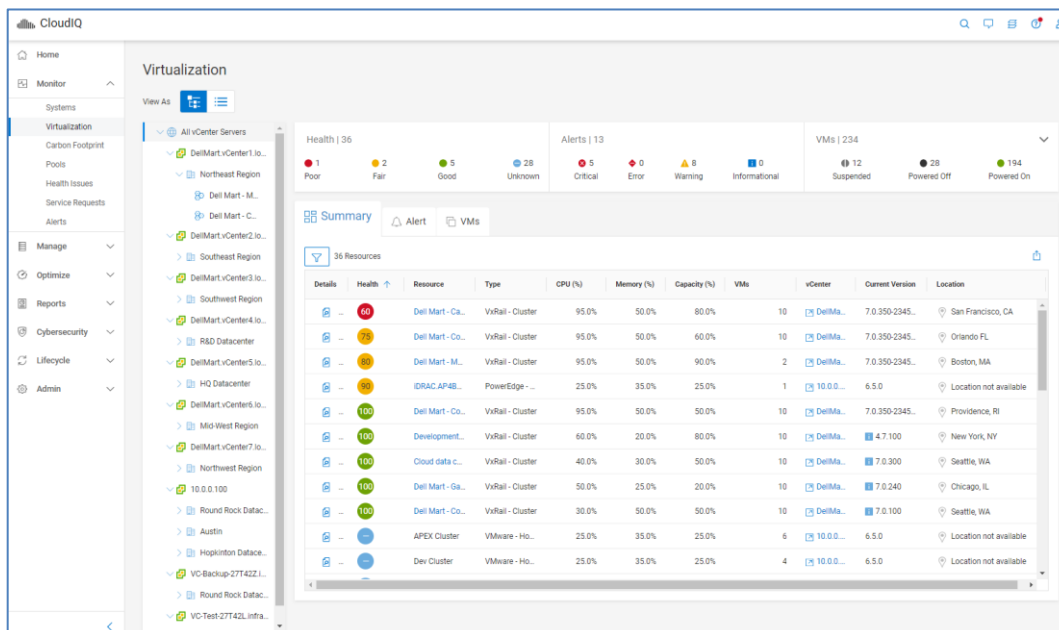 CloudIQ
Home
Monitor
Systems
Virtualization
Carbon Footprint
Pools
Health Issues
Service Requests
Alerts
Manage
Optimize
Reports
Cybersecurity
Lifecycle
Admin
Virtualization
View As
All vCenter Servers
DellMart.vCenter1.lo...
Northeast Region
Dell Mart - M...
Dell Mart - C...
DellMart.vCenter2.lo...
Southeast Region
DellMart.vCenter3.lo...
Southwest Region
DellMart.vCenter4.lo...
R&D Datacenter
DellMart.vCenter5.lo...
HQ Datacenter
DellMart.vCenter6.lo...
Mid-West Region
DellMart.vCenter7.lo...
Northwest Region
10.0.0.100
Round Rock Datac...
Austin
Hopkinton Datace...
VC-Backup-27T42Z.i...
Round Rock Datac...
VC-Test-27T42L.infra...
Health | 36
1 2 5 28
Poor Fair Good Unknown
Alerts | 13
5 0 8 0
Critical Error Warning Informational
VMs | 234
12 28 194
Suspended Powered Off Powered On
Summary Alert VMs
36 Resources
Details Health Resource Type CPU (%) Memory (%) Capacity (%) VMs vCenter Current Version Location
... 60 Dell Mart - Ca... VxRail - Cluster 95.0% 50.0% 80.0% 10 DellMa... 7.0.350-2345... San Francisco, CA
... 75 Dell Mart - Co... VxRail - Cluster 95.0% 50.0% 60.0% 10 DellMa... 7.0.350-2345... Orlando FL
... 80 Dell Mart - M... VxRail - Cluster 95.0% 50.0% 90.0% 2 DellMa... 7.0.350-2345... Boston, MA
... 90 iDRAC.AP4B... PowerEdge - ... 25.0% 35.0% 25.0% 1 10.0.0.... 6.5.0 Location not available
... 100 Dell Mart - Co... VxRail - Cluster 95.0% 50.0% 50.0% 10 DellMa... 7.0.350-2345... Providence, RI
... 100 Development... VxRail - Cluster 60.0% 20.0% 80.0% 10 DellMa... 4.7.100 New York, NY
... 100 Cloud data c... VxRail - Cluster 40.0% 30.0% 50.0% 10 DellMa... 7.0.300 Seattle, WA
... 100 Dell Mart - Ga... VxRail - Cluster 50.0% 25.0% 20.0% 10 DellMa... 7.0.240 Chicago, IL
... 100 Dell Mart - Co... VxRail - Cluster 30.0% 50.0% 50.0% 10 DellMa... 7.0.100 Seattle, WA
... -- APEX Cluster VMware - Ho... 25.0% 35.0% 25.0% 6 10.0.0.... 6.5.0 Location not available
... -- Dev Cluster VMware - Ho... 25.0% 35.0% 25.0% 4 10.0.0.... 6.5.0 Location not available